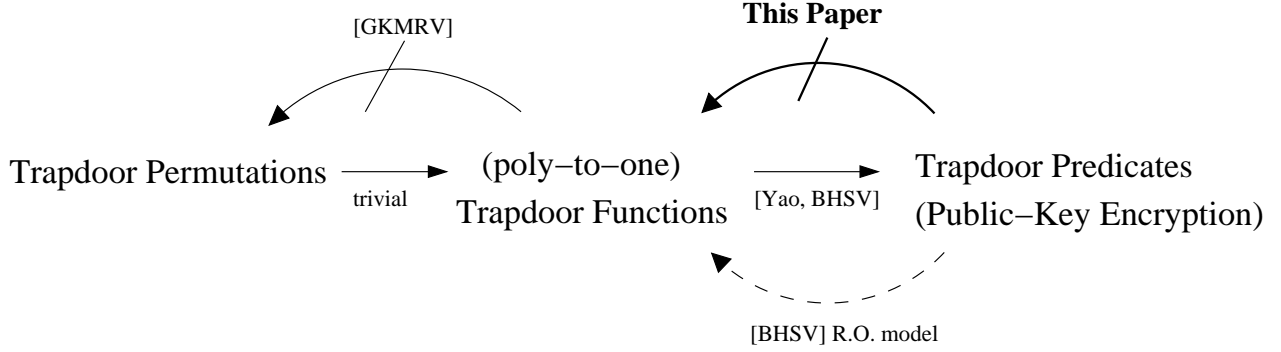 This Paper
[GKMRV]
Trapdoor Permutations
trivial
(poly−to−one)
Trapdoor Functions
[Yao, BHSV]
Trapdoor Predicates
(Public−Key Encryption)
[BHSV] R.O. model